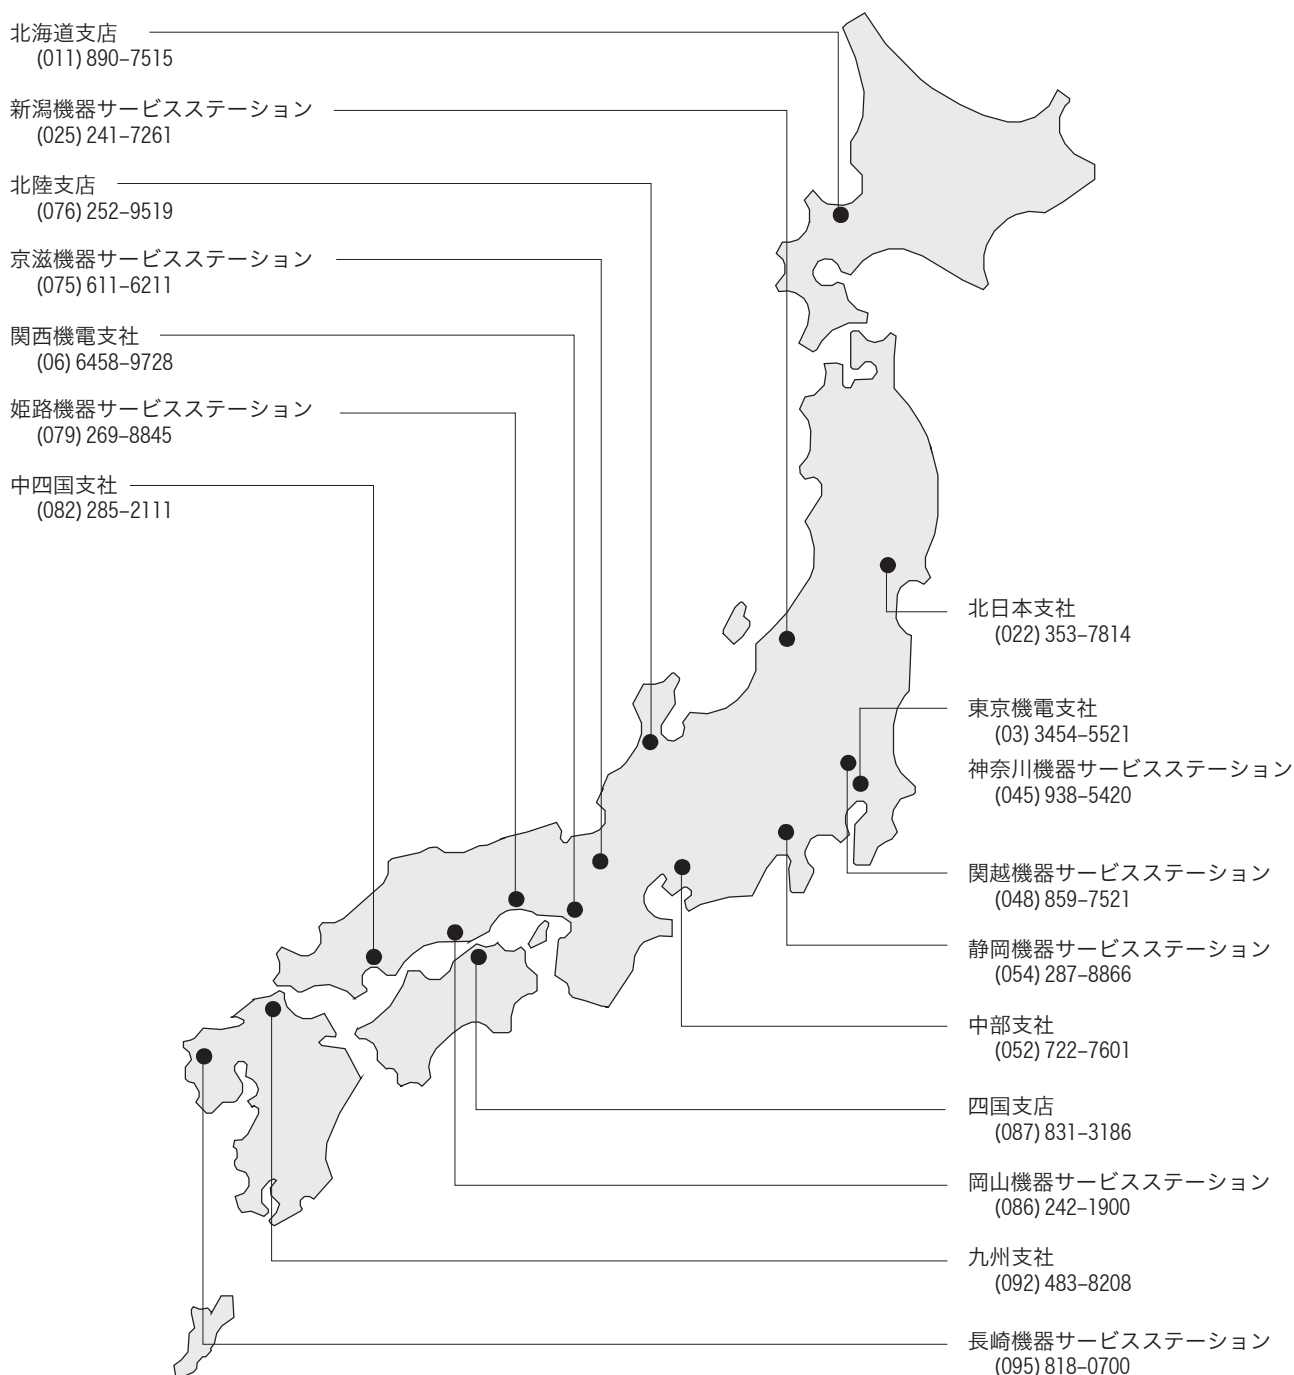 北海道支店
(011) 890–7515
新潟機器サービスステーション
(025) 241–7261
北陸支店
(076) 252–9519
京滋機器サービスステーション
(075) 611–6211
関西機電支社
(06) 6458–9728
姫路機器サービスステーション
(079) 269–8845
中四国支社
(082) 285–2111
北日本支社
(022) 353–7814
東京機電支社
(03) 3454–5521
神奈川機器サービスステーション
(045) 938–5420
関越機器サービスステーション
(048) 859–7521
静岡機器サービスステーション
(054) 287–8866
中部支社
(052) 722–7601
四国支店
(087) 831–3186
岡山機器サービスステーション
(086) 242–1900
九州支社
(092) 483–8208
長崎機器サービスステーション
(095) 818–0700